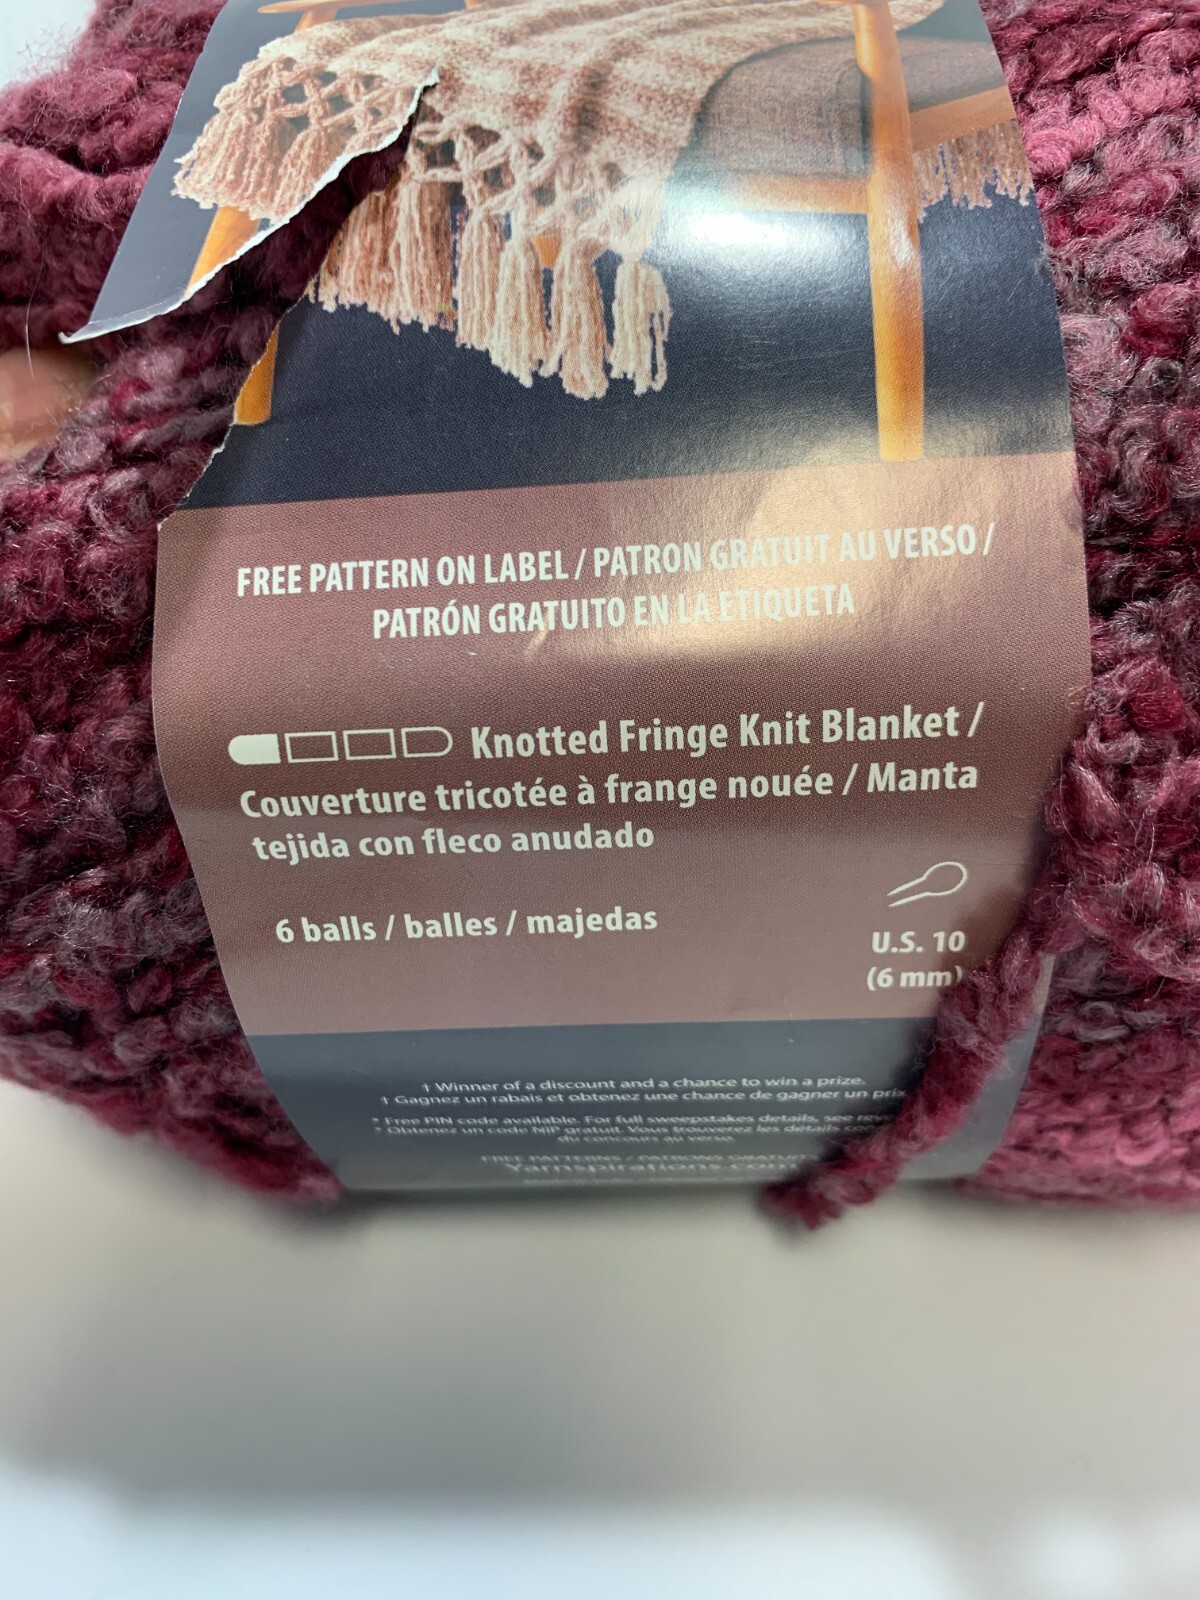 FREE PATTERN ON LABEL / PATRON GRATUIT AU VERSO /
PATRÓN GRATUITO EN LA ETIQUETA
Knotted Fringe Knit Blanket /
Couverture tricotée à frange nouée / Manta
tejida con fleco anudado
6 balls / balles / majedas
U.S. 10
(6 mm)
† Winner of a discount and a chance to win a prize.
† Gagnez un rabais et obtenez une chance de gagner un prix
* Free PIN code available. For full sweepstakes details, see
* Obtenez un code NIP gratuit. Vous trouverez les détails
du concours au verso.
FREE PATTERNS / PATRONS
Yarnspirations.com